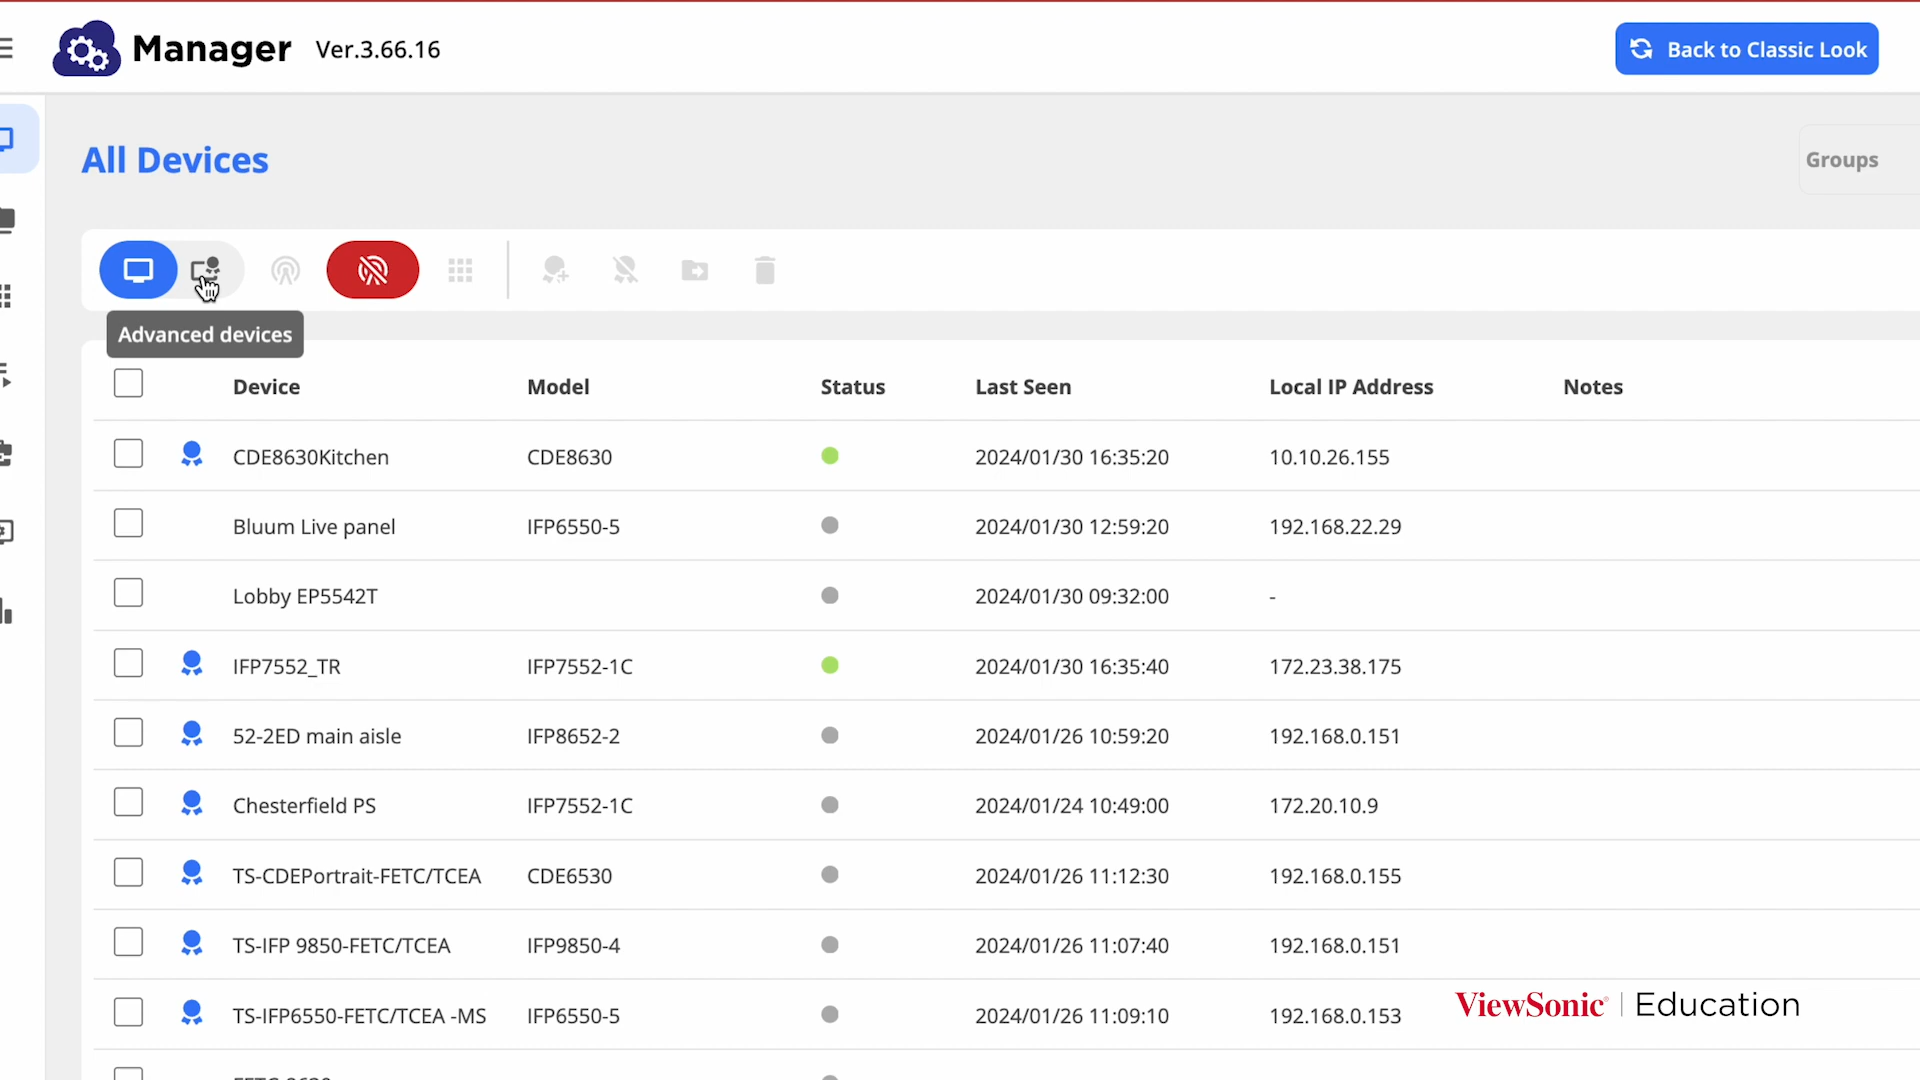 Manager Ver.3.66.16
Back to Classic Look
All Devices
Groups
Advanced devices
Device Model Status Last Seen Local IP Address Notes
CDE8630Kitchen CDE8630 2024/01/30 16:35:20 10.10.26.155
Bluum Live panel IFP6550-5 2024/01/30 12:59:20 192.168.22.29
Lobby EP5542T 2024/01/30 09:32:00 -
IFP7552_TR IFP7552-1C 2024/01/30 16:35:40 172.23.38.175
52-2ED main aisle IFP8652-2 2024/01/26 10:59:20 192.168.0.151
Chesterfield PS IFP7552-1C 2024/01/24 10:49:00 172.20.10.9
TS-CDEPortrait-FETC/TCEA CDE6530 2024/01/26 11:12:30 192.168.0.155
TS-IFP 9850-FETC/TCEA IFP9850-4 2024/01/26 11:07:40 192.168.0.151
TS-IFP6550-FETC/TCEA -MS IFP6550-5 2024/01/26 11:09:10 192.168.0.153
ViewSonic | Education